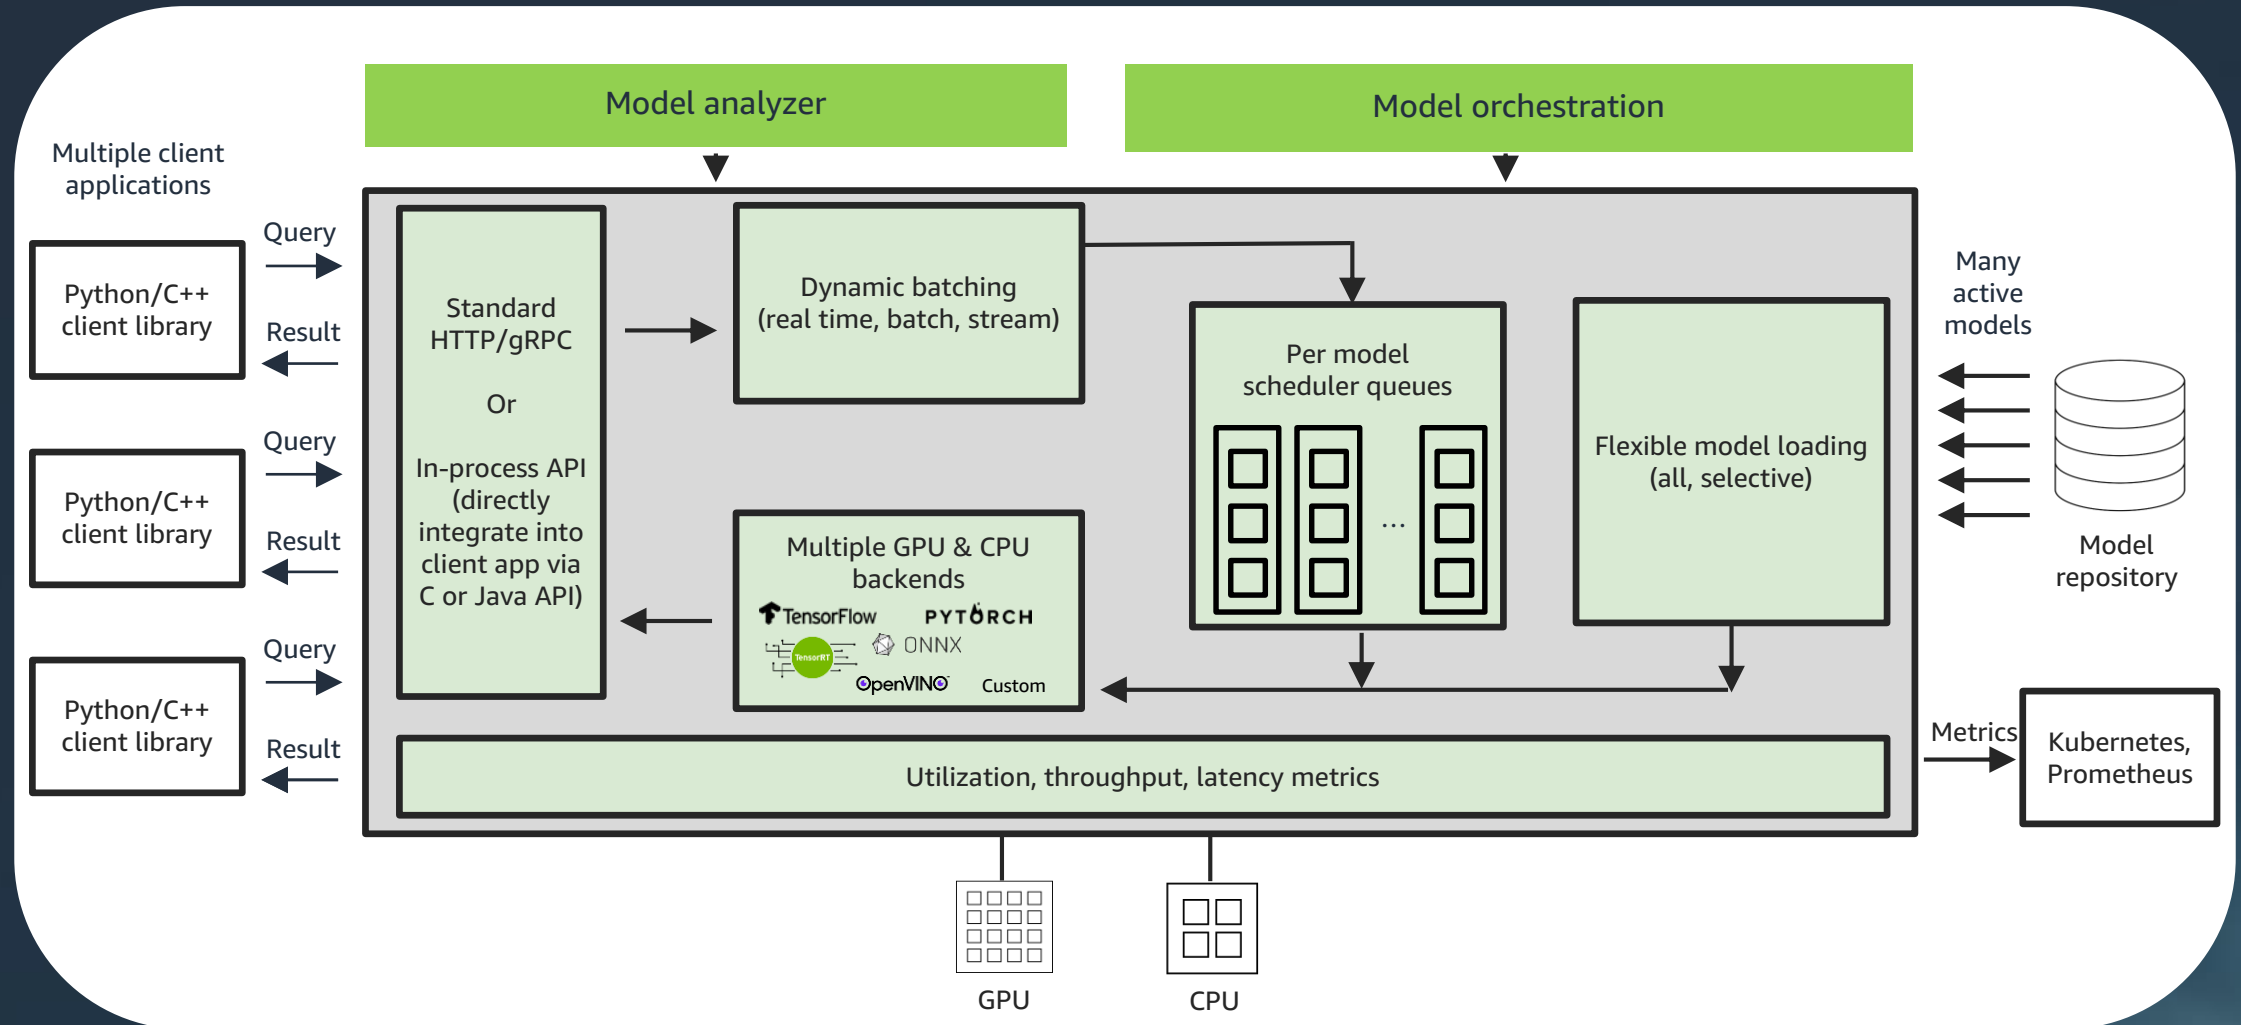 Model analyzer
Model orchestration
Multiple client
applications
Query
Python/C++
client library
Result
Query
Python/C++
client library
Result
Query
Python/C++
client library
Result
Standard
HTTP/gRPC
Or
In-process API
(directly
integrate into
client app via
C or Java API)
Dynamic batching
(real time, batch, stream)
Multiple GPU & CPU
backends
TensorFlow
PYTORCH
TensorRT
ONNX
OpenVINO
Custom
Per model
scheduler queues
...
Flexible model loading
(all, selective)
Many
active
models
Model
repository
Utilization, throughput, latency metrics
Metrics
Kubernetes,
Prometheus
GPU
CPU